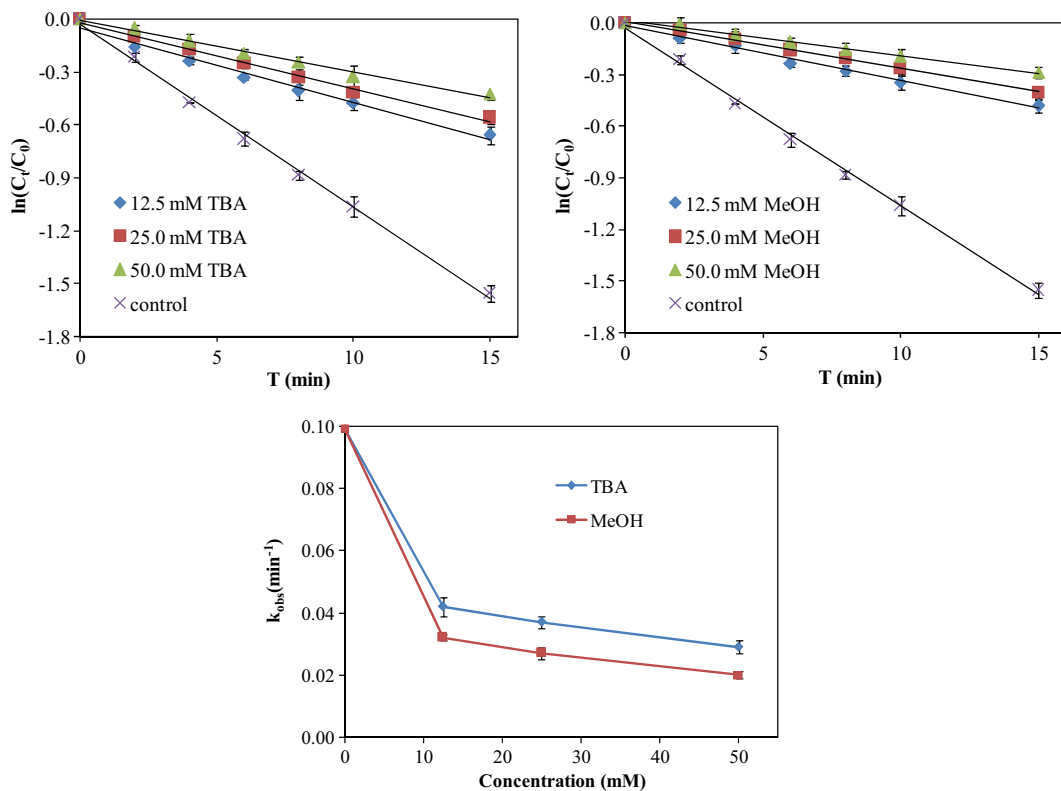 0.0
-0.3
-0.6
-0.9
-1.2
-1.5
-1.8
ln(Cₜ/C₀)
12.5 mM TBA
25.0 mM TBA
50.0 mM TBA
control
0 5 10 15
T (min)
0.0
-0.3
-0.6
-0.9
-1.2
-1.5
-1.8
ln(Cₜ/C₀)
12.5 mM MeOH
25.0 mM MeOH
50.0 mM MeOH
control
0 5 10 15
T (min)
0.10
0.08
0.06
0.04
0.02
0.00
kobs(min⁻¹)
TBA
MeOH
0 10 20 30 40 50
Concentration (mM)